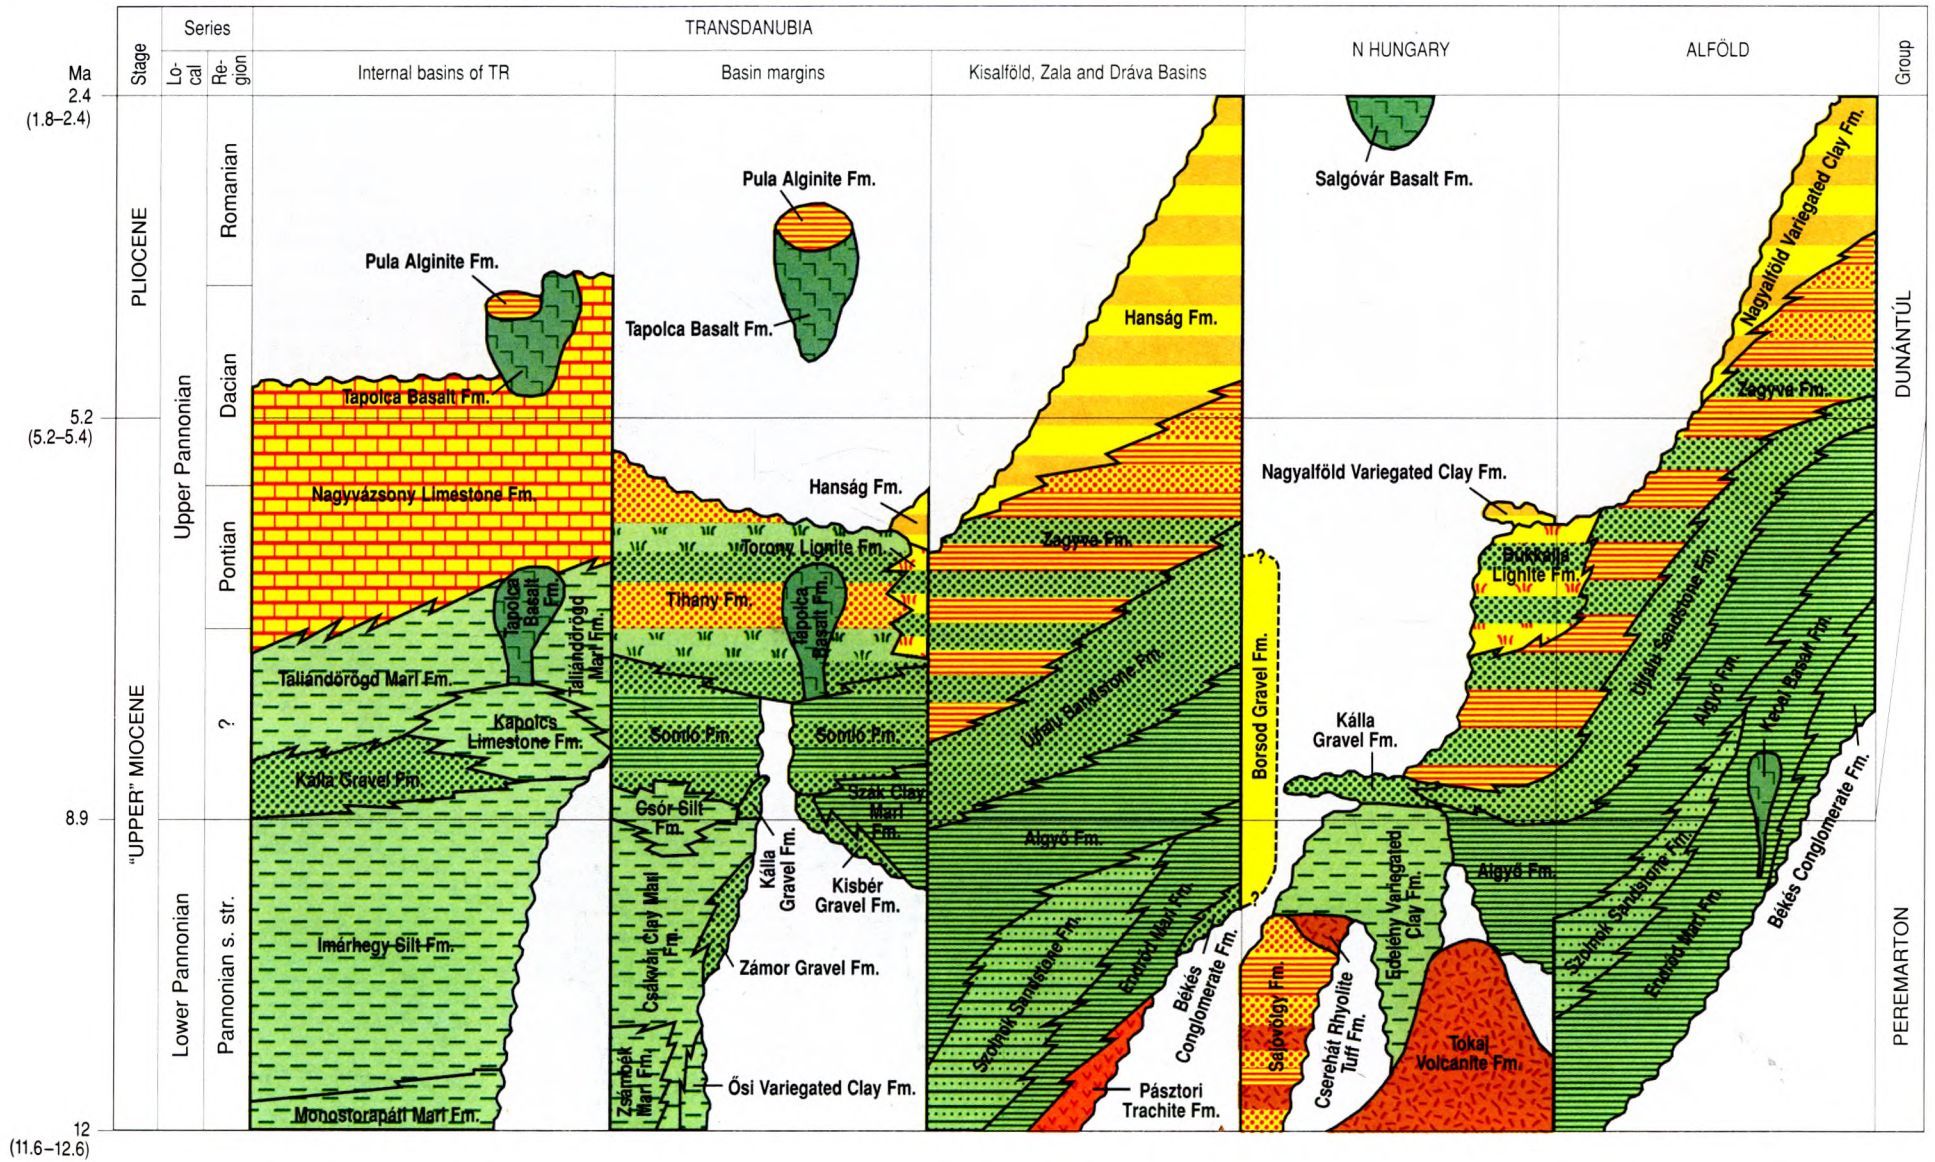 Series
TRANSDANUBIA
Stage
Lo-
cal
Re-
gion
Internal basins of TR
Basin margins
Kisalföld, Zala and Dráva Basins
N HUNGARY
ALFÖLD
Group
Ma
2.4
(1.8–2.4)
5.2
(5.2–5.4)
8.9
12
(11.6–12.6)
PLIOCENE
"UPPER" MIOCENE
Upper Pannonian
Lower Pannonian
Romanian
Dacian
Pontian
?
Pannonian s. str.
DUNÁNTÚL
PEREMARTON
Pula Alginite Fm.
Tapolca Basalt Fm.
Nagyvázsony Limestone Fm.
Tapolca
Basalt
Fm.
Taliándörögd
Marl Fm.
Taliándörögd Marl Fm.
Kapolcs
Limestone Fm.
Kálla Gravel Fm.
Imárhegy Silt Fm.
Monostorapáti Marl Fm.
Pula Alginite Fm.
Tapolca Basalt Fm.
Hanság Fm.
Torony Lignite Fm.
Tihany Fm.
Tapolca
Basalt Fm.
Somló Fm.
Somló Fm.
Csór Silt
Fm.
Szák Clay
Marl
Fm.
Kálla
Gravel Fm.
Kisbér
Gravel Fm.
Csákvár Clay Marl
Fm.
Zámor Gravel Fm.
Zsámbék
Marl Fm.
Ősi Variegated Clay Fm.
Hanság Fm.
Zagyva Fm.
Újfalu Sandstone Fm.
Algyő Fm.
Szolnok Sandstone Fm.
Endrőd Marl Fm.
Békés
Conglomerate Fm.
Pásztori
Trachite Fm.
Salgóvár Basalt Fm.
Nagyalföld Variegated Clay Fm.
Bükkalja
Lignite Fm.
?
Borsod Gravel Fm.
?
Kálla
Gravel Fm.
Edelény Variegated
Clay Fm.
Algyő Fm.
Sajóvölgy Fm.
Cserehát Rhyolite
Tuff Fm.
Tokaj
Volcanite Fm.
Nagyalföld Variegated Clay Fm.
Zagyva Fm.
Újfalu Sandstone Fm.
Algyő Fm.
Kecel Basalt Fm.
Szolnok Sandstone Fm.
Endrőd Marl Fm.
Békés Conglomerate Fm.